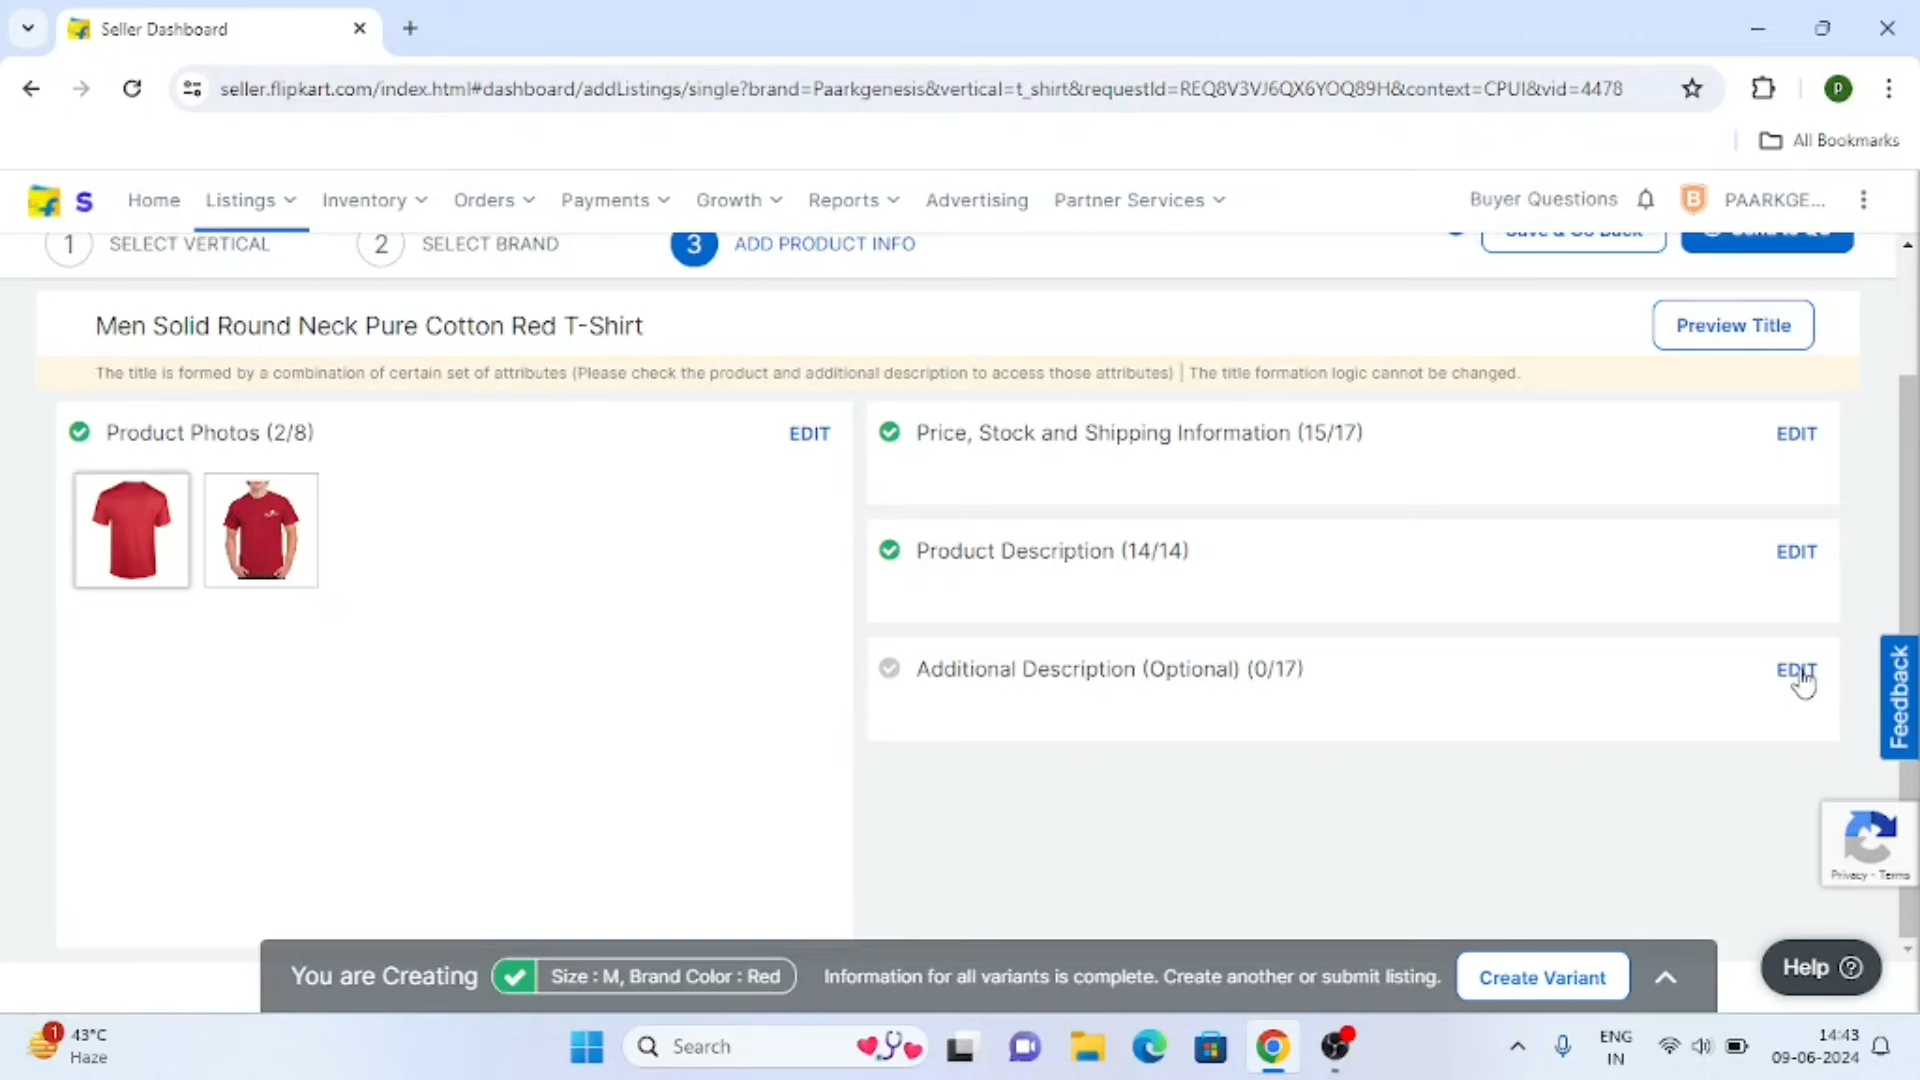 Seller Dashboard
seller.flipkart.com/index.html#dashboard/addListings/single?brand=Paarkgenesis&vertical=t_shirt&requestId=REQ8V3VJ6QX6YOQ89H&context=CPUI&vid=4478
P
All Bookmarks
S Home Listings Inventory Orders Payments Growth Reports Advertising Partner Services Buyer Questions B PAARKGE...
1 SELECT VERTICAL 2 SELECT BRAND 3 ADD PRODUCT INFO Save & Go Back Send to QC
Men Solid Round Neck Pure Cotton Red T-Shirt Preview Title
The title is formed by a combination of certain set of attributes (Please check the product and additional description to access those attributes) | The title formation logic cannot be changed.
Product Photos (2/8) EDIT
Price, Stock and Shipping Information (15/17) EDIT
Product Description (14/14) EDIT
Additional Description (Optional) (0/17) EDIT
Feedback
Privacy - Terms
You are Creating Size : M, Brand Color : Red Information for all variants is complete. Create another or submit listing. Create Variant
Help
1 43°C
Haze
Search
ENG
IN
14:43
09-06-2024